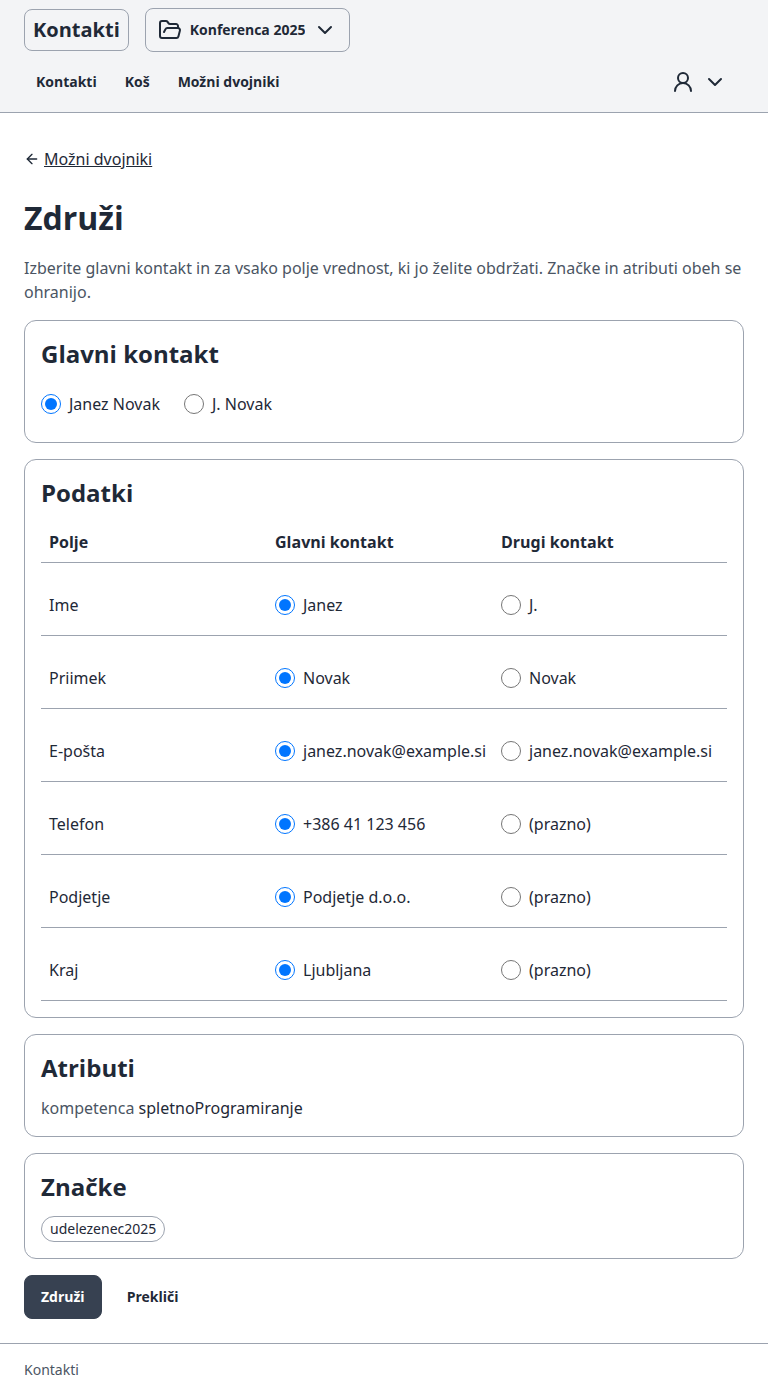 Kontakti
Konferenca 2025
Kontakti Koš Možni dvojniki
Možni dvojniki
Združi
Izberite glavni kontakt in za vsako polje vrednost, ki jo želite obdržati. Značke in atributi obeh se
ohranijo.
Glavni kontakt
Janez Novak J. Novak
Podatki
Polje Glavni kontakt Drugi kontakt
Ime Janez J.
Priimek Novak Novak
E-pošta janez.novak@example.si janez.novak@example.si
Telefon +386 41 123 456 (prazno)
Podjetje Podjetje d.o.o. (prazno)
Kraj Ljubljana (prazno)
Atributi
kompetenca spletnoProgramiranje
Značke
udelezenec2025
Združi Prekliči
Kontakti